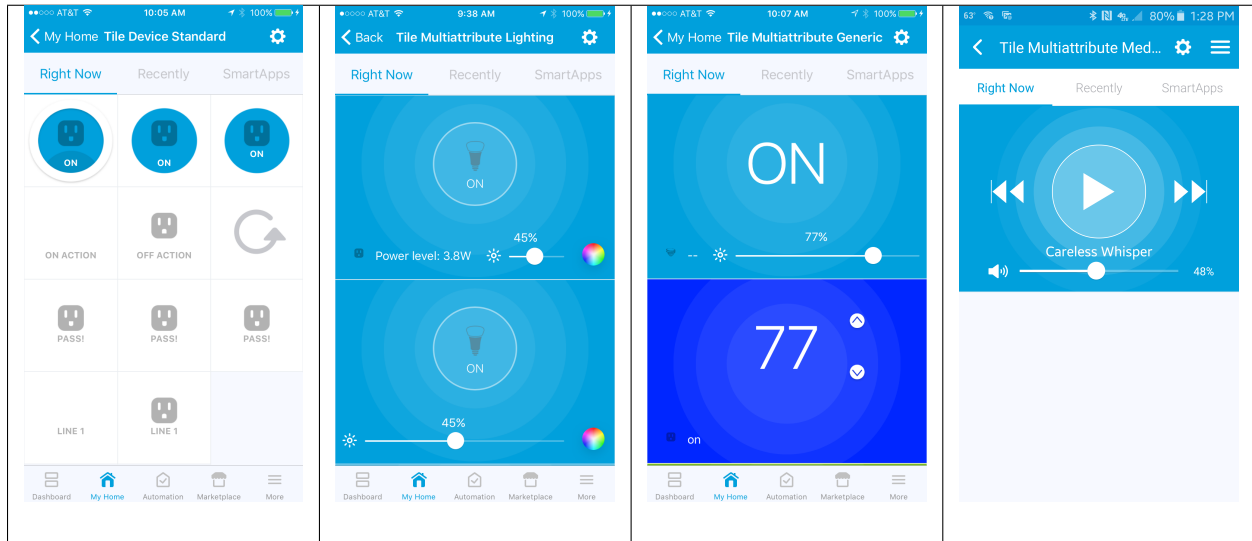 AT&T 10:05 AM 100%
My Home Tile Device Standard
Right Now Recently SmartApps
ON ON ON
ON ACTION OFF ACTION
PASS! PASS! PASS!
LINE 1 LINE 1
Dashboard My Home Automation Marketplace More
AT&T 9:38 AM 100%
Back Tile Multiattribute Lighting
Right Now Recently SmartApps
ON
45%
Power level: 3.8W
ON
45%
Dashboard My Home Automation Marketplace More
AT&T 10:07 AM 100%
My Home Tile Multiattribute Generic
Right Now Recently SmartApps
ON
77%
--
77
on
Dashboard My Home Automation Marketplace More
63° 4G 80% 1:28 PM
Tile Multiattribute Med...
Right Now Recently SmartApps
Careless Whisper
48%